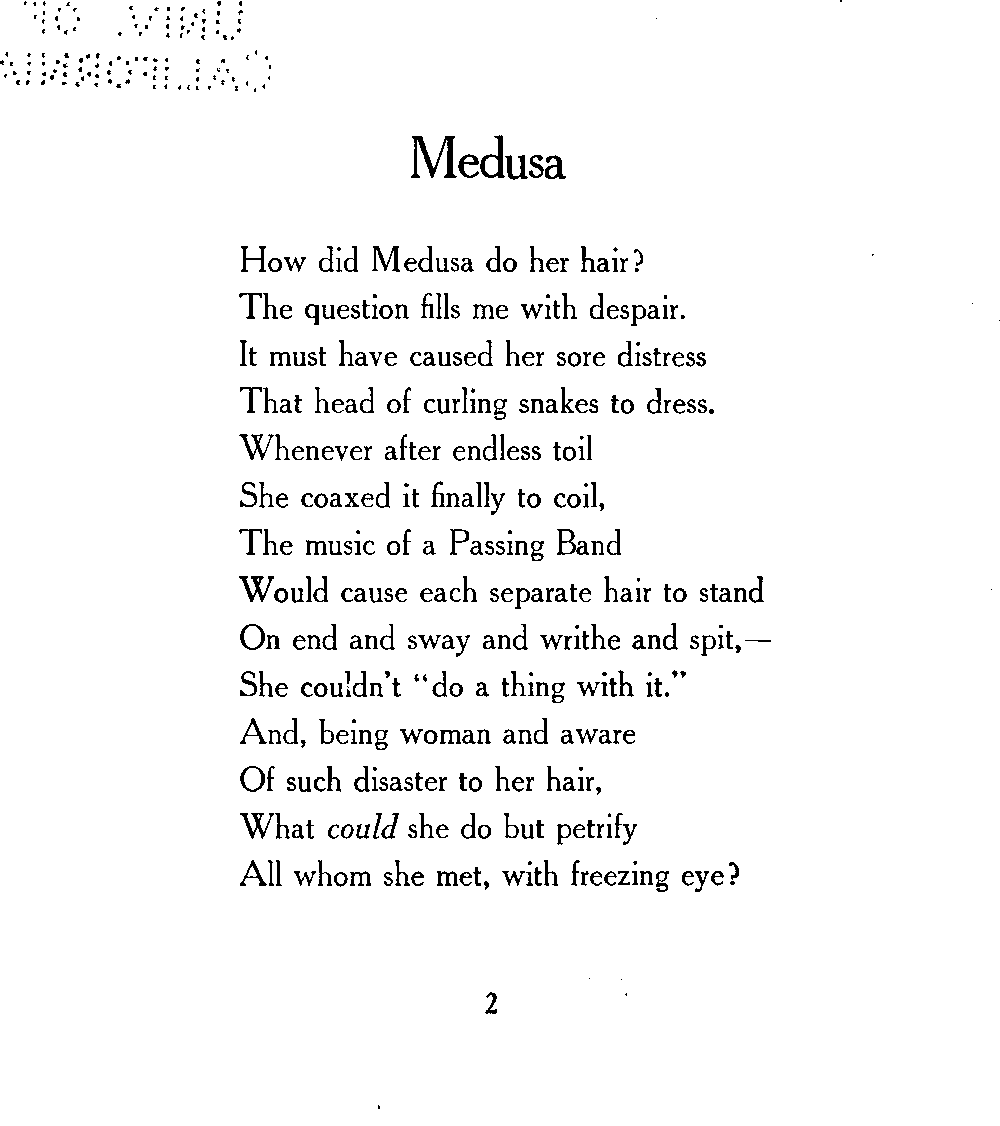 UNIV. OF
CALIFORNIA
Medusa
How did Medusa do her hair?
The question fills me with despair.
It must have caused her sore distress
That head of curling snakes to dress.
Whenever after endless toil
She coaxed it finally to coil,
The music of a Passing Band
Would cause each separate hair to stand
On end and sway and writhe and spit,—
She couldn't “do a thing with it.”
And, being woman and aware
Of such disaster to her hair,
What could she do but petrify
All whom she met, with freezing eye?
2